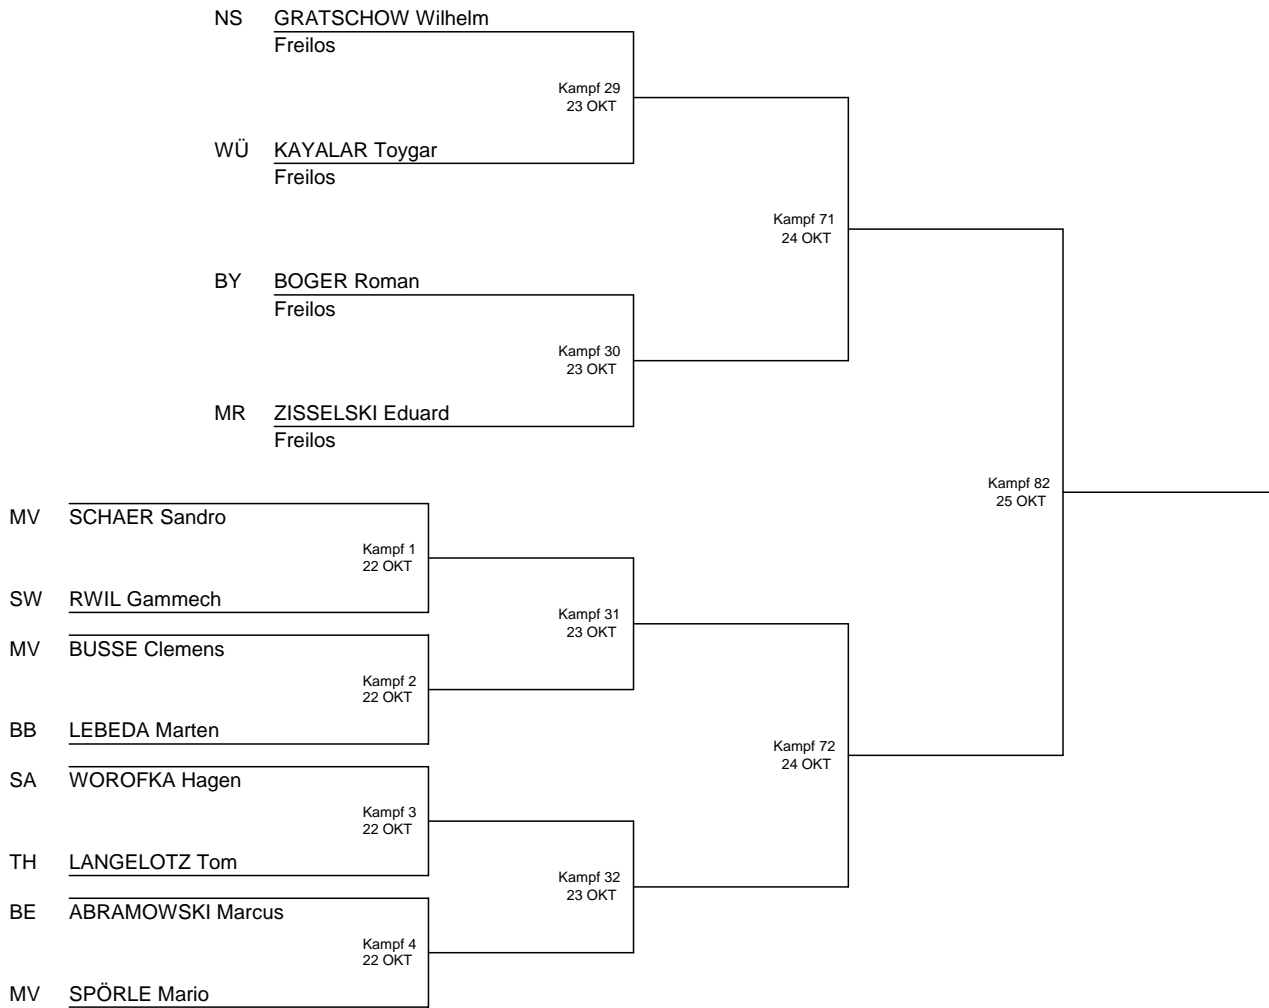 NS GRATSCHOW Wilhelm
Freilos
Kampf 29
23 OKT
WÜ KAYALAR Toygar
Freilos
Kampf 71
24 OKT
BY BOGER Roman
Freilos
Kampf 30
23 OKT
MR ZISSELSKI Eduard
Freilos
Kampf 82
25 OKT
MV SCHAER Sandro
Kampf 1
22 OKT
SW RWIL Gammech
Kampf 31
23 OKT
MV BUSSE Clemens
Kampf 2
22 OKT
BB LEBEDA Marten
Kampf 72
24 OKT
SA WOROFKA Hagen
Kampf 3
22 OKT
TH LANGELOTZ Tom
Kampf 32
23 OKT
BE ABRAMOWSKI Marcus
Kampf 4
22 OKT
MV SPÖRLE Mario